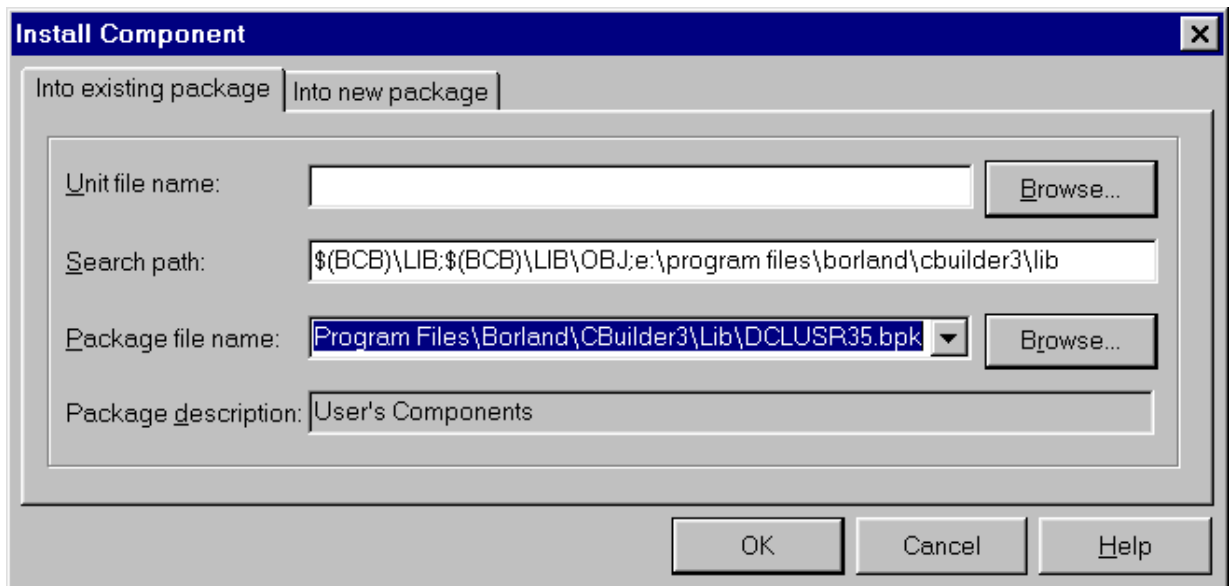 Install Component
Into existing package Into new package
Unit file name: Browse...
Search path: $(BCB)\LIB;$(BCB)\LIB\OBJ;e:\program files\borland\cbuilder3\lib
Package file name: Program Files\Borland\CBuilder3\Lib\DCLUSR35.bpk Browse...
Package description: User's Components
OK Cancel Help